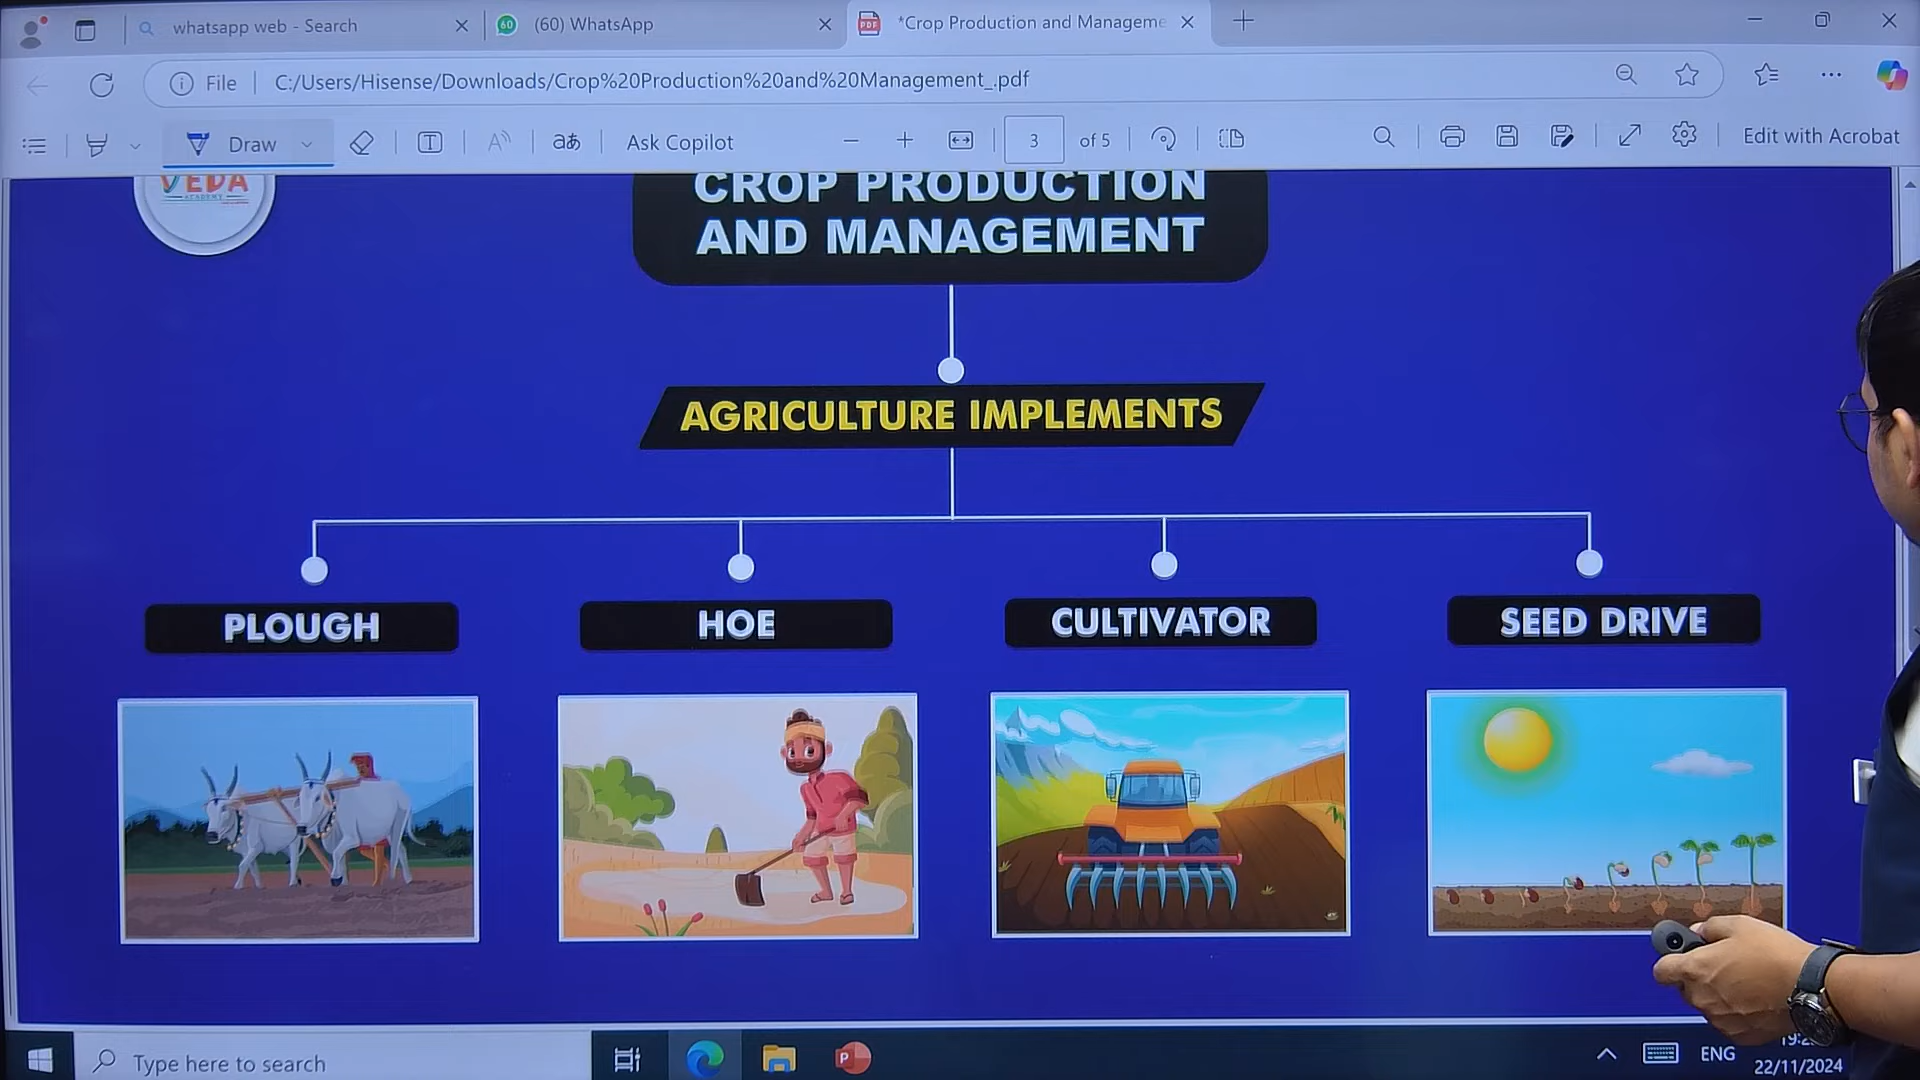 whatsapp web - Search
(60) WhatsApp
*Crop Production and Manageme
File
C:/Users/Hisense/Downloads/Crop%20Production%20and%20Management_.pdf
Draw
Ask Copilot
3 of 5
Edit with Acrobat
VEDA
ACADEMY
CROP PRODUCTION
AND MANAGEMENT
AGRICULTURE IMPLEMENTS
PLOUGH
HOE
CULTIVATOR
SEED DRIVE
Type here to search
ENG
22/11/2024